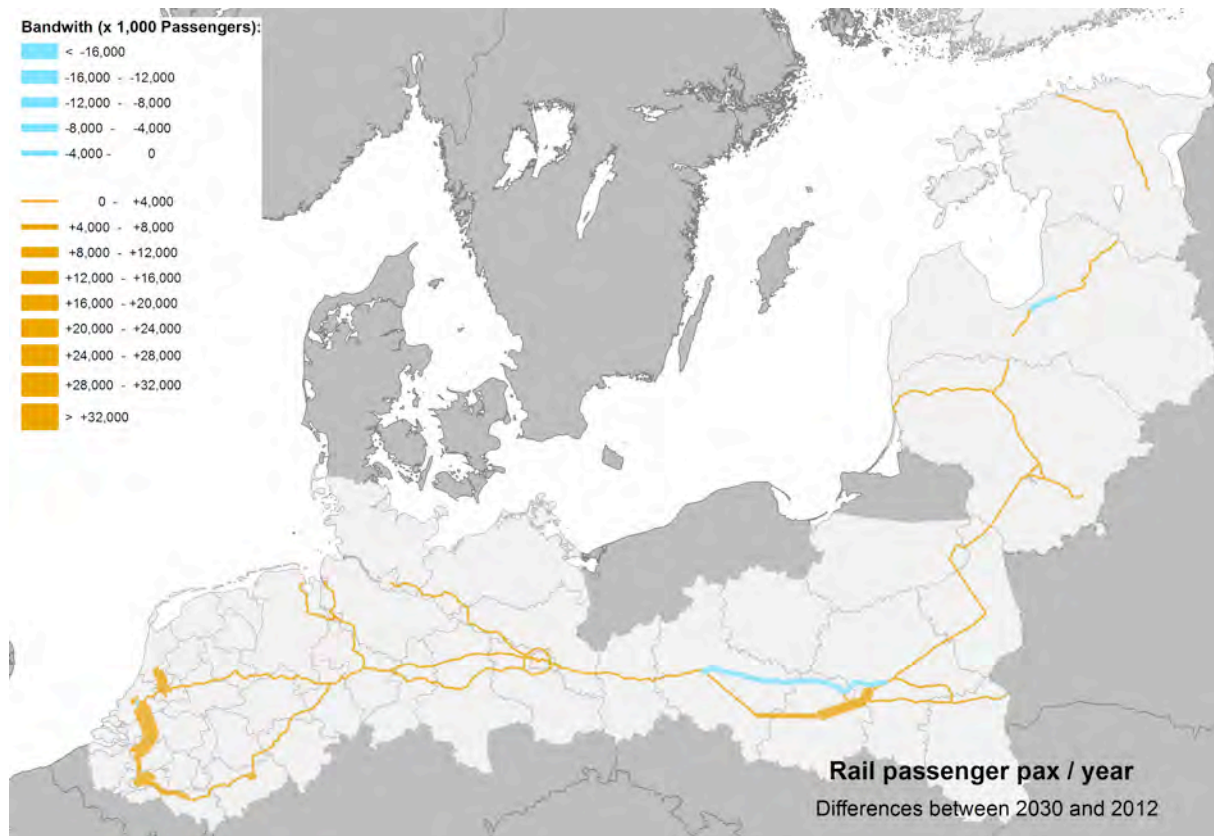 Bandwith (x 1,000 Passengers):
< -16,000
-16,000 - -12,000
-12,000 - -8,000
-8,000 - -4,000
-4,000 - 0
0 - +4,000
+4,000 - +8,000
+8,000 - +12,000
+12,000 - +16,000
+16,000 - +20,000
+20,000 - +24,000
+24,000 - +28,000
+28,000 - +32,000
> +32,000
Rail passenger pax / year
Differences between 2030 and 2012